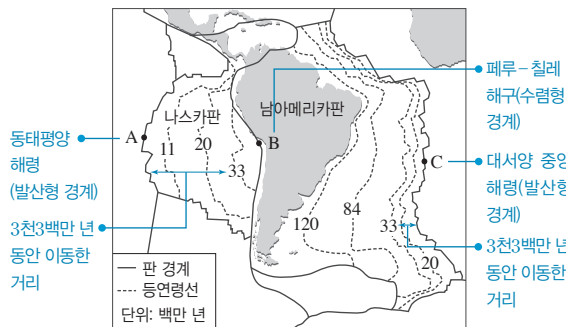 페루-칠레
해구(수렴형
경계)
나스카판
남아메리카판
동태평양
해령
(발산형 경계)
A
11
20
33
B
C
대서양 중앙
해령(발산형
경계)
3천3백만 년
동안 이동한
거리
120
84
33
20
3천3백만 년
동안 이동한
거리
판 경계
등연령선
단위: 백만 년